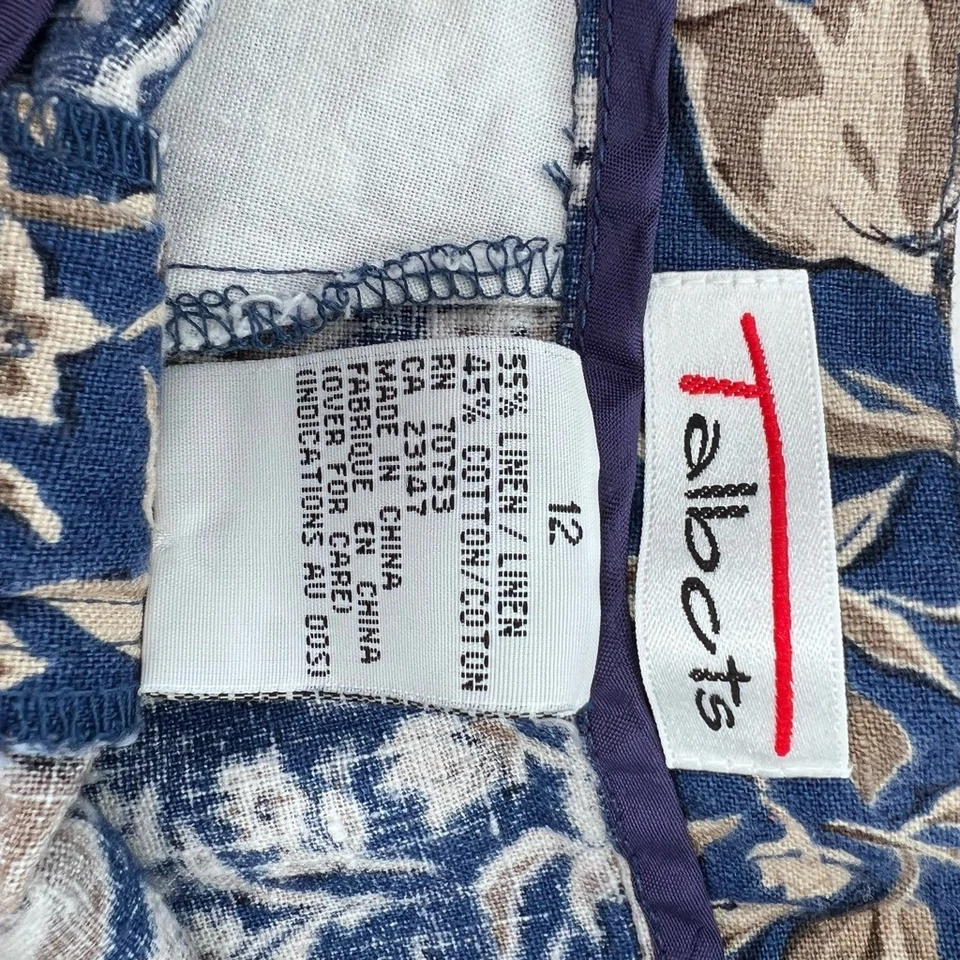 12
55% LINEN/LINEN
45% COTTON/COTON
RN 70753
CA 23147
MADE IN CHINA
FABRIQUE EN CHINA
(OVER FOR CARE)
(INDICATIONS AU DOS)
Talbots